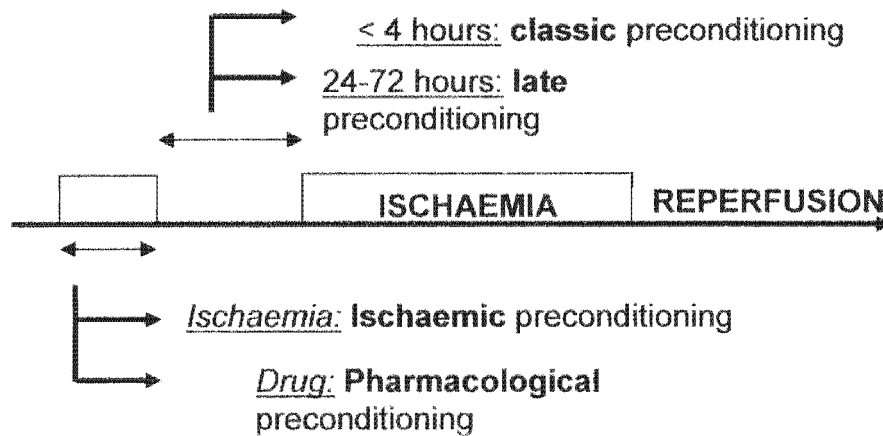 < 4 hours: classic preconditioning
24-72 hours: late
preconditioning
ISCHAEMIA
REPERFUSION
Ischaemia: Ischaemic preconditioning
Drug: Pharmacological
preconditioning